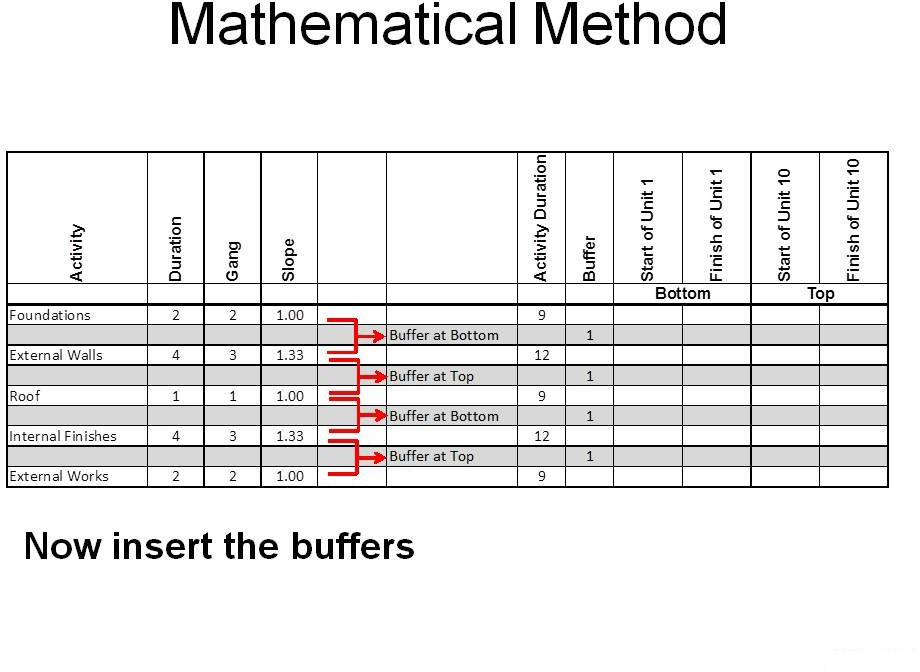 Mathematical Method
Activity Duration Gang Slope Activity Duration Buffer Start of Unit 1 Finish of Unit 1 Start of Unit 10 Finish of Unit 10
Bottom Top
Foundations 2 2 1.00 9
Buffer at Bottom 1
External Walls 4 3 1.33 12
Buffer at Top 1
Roof 1 1 1.00 9
Buffer at Bottom 1
Internal Finishes 4 3 1.33 12
Buffer at Top 1
External Works 2 2 1.00 9
Now insert the buffers